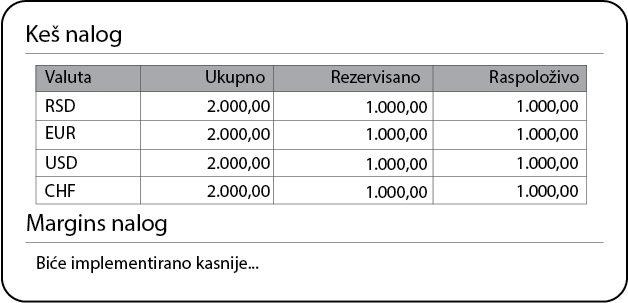 Keš nalog
Valuta Ukupno Rezervisano Raspoloživo
RSD 2.000,00 1.000,00 1.000,00
EUR 2.000,00 1.000,00 1.000,00
USD 2.000,00 1.000,00 1.000,00
CHF 2.000,00 1.000,00 1.000,00
Margins nalog
Biće implementirano kasnije...